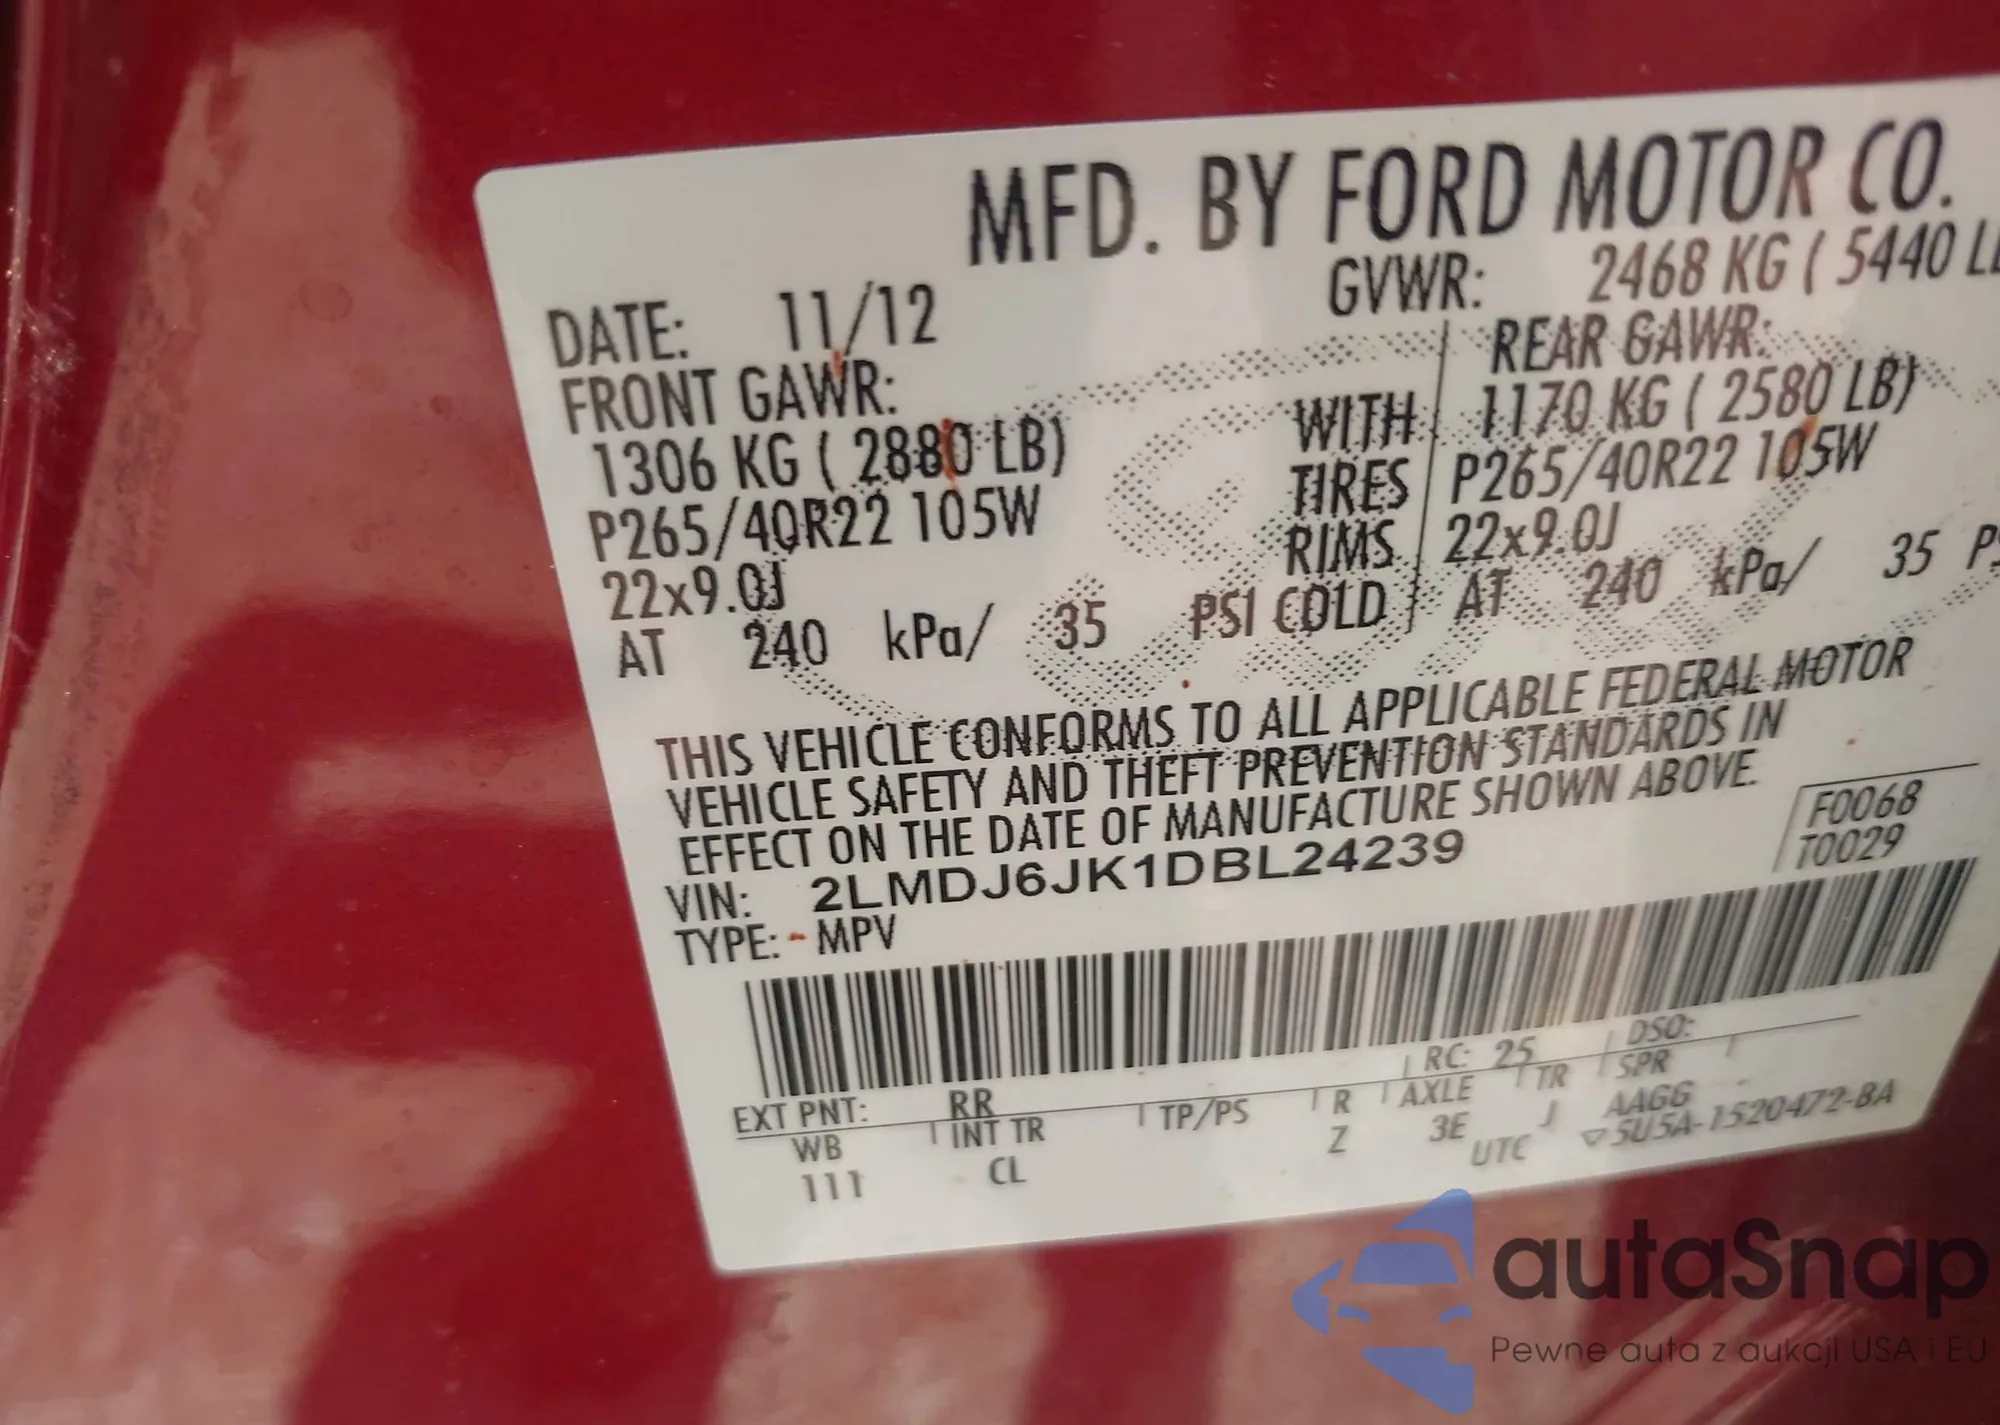 MFD. BY FORD MOTOR CO.
DATE: 11/12 GVWR: 2468 KG ( 5440
FRONT GAWR: REAR GAWR:
1306 KG ( 2880 LB) WITH 1170 KG ( 2580 LB)
P265/40R22 105W TIRES P265/40R22 105W
22x9.0J RIMS 22x9.0J
AT 240 kPa/ 35 PSI COLD AT 240 kPa/ 35
THIS VEHICLE CONFORMS TO ALL APPLICABLE FEDERAL MOTOR
VEHICLE SAFETY AND THEFT PREVENTION STANDARDS IN
EFFECT ON THE DATE OF MANUFACTURE SHOWN ABOVE.
VIN: 2LMDJ6JK1DBL24239
TYPE: MPV
F0068
T0029
EXT PNT: RR RC: 25 DSO:
WB INT TR TP/PS R AXLE TR SPR
111 CL Z 3E J AAGG
UTC ▽5U5A-1520472-BA
autaSnap
Pewne auta z aukcji USA i EU